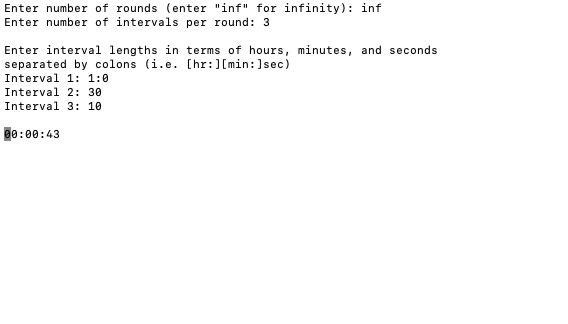 Enter number of rounds (enter "inf" for infinity): inf
Enter number of intervals per round: 3
Enter interval lengths in terms of hours, minutes, and seconds
separated by colons (i.e. [hr:][min:]sec)
Interval 1: 1:0
Interval 2: 30
Interval 3: 10
00:00:43